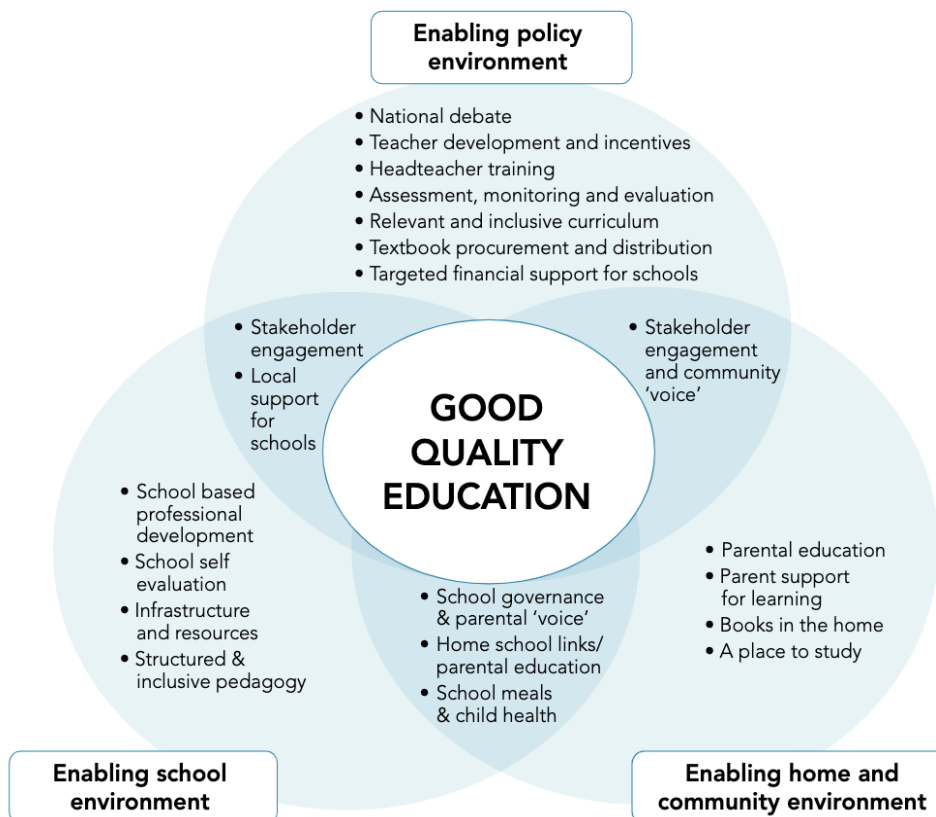 Enabling policy
environment
• National debate
• Teacher development and incentives
• Headteacher training
• Assessment, monitoring and evaluation
• Relevant and inclusive curriculum
• Textbook procurement and distribution
• Targeted financial support for schools
• Stakeholder
engagement
• Local
support
for
schools
• Stakeholder
engagement
and community
‘voice’
GOOD
QUALITY
EDUCATION
• School based
professional
development
• School self
evaluation
• Infrastructure
and resources
• Structured &
inclusive pedagogy
• School governance
& parental ‘voice’
• Home school links/
parental education
• School meals
& child health
• Parental education
• Parent support
for learning
• Books in the home
• A place to study
Enabling school
environment
Enabling home and
community environment